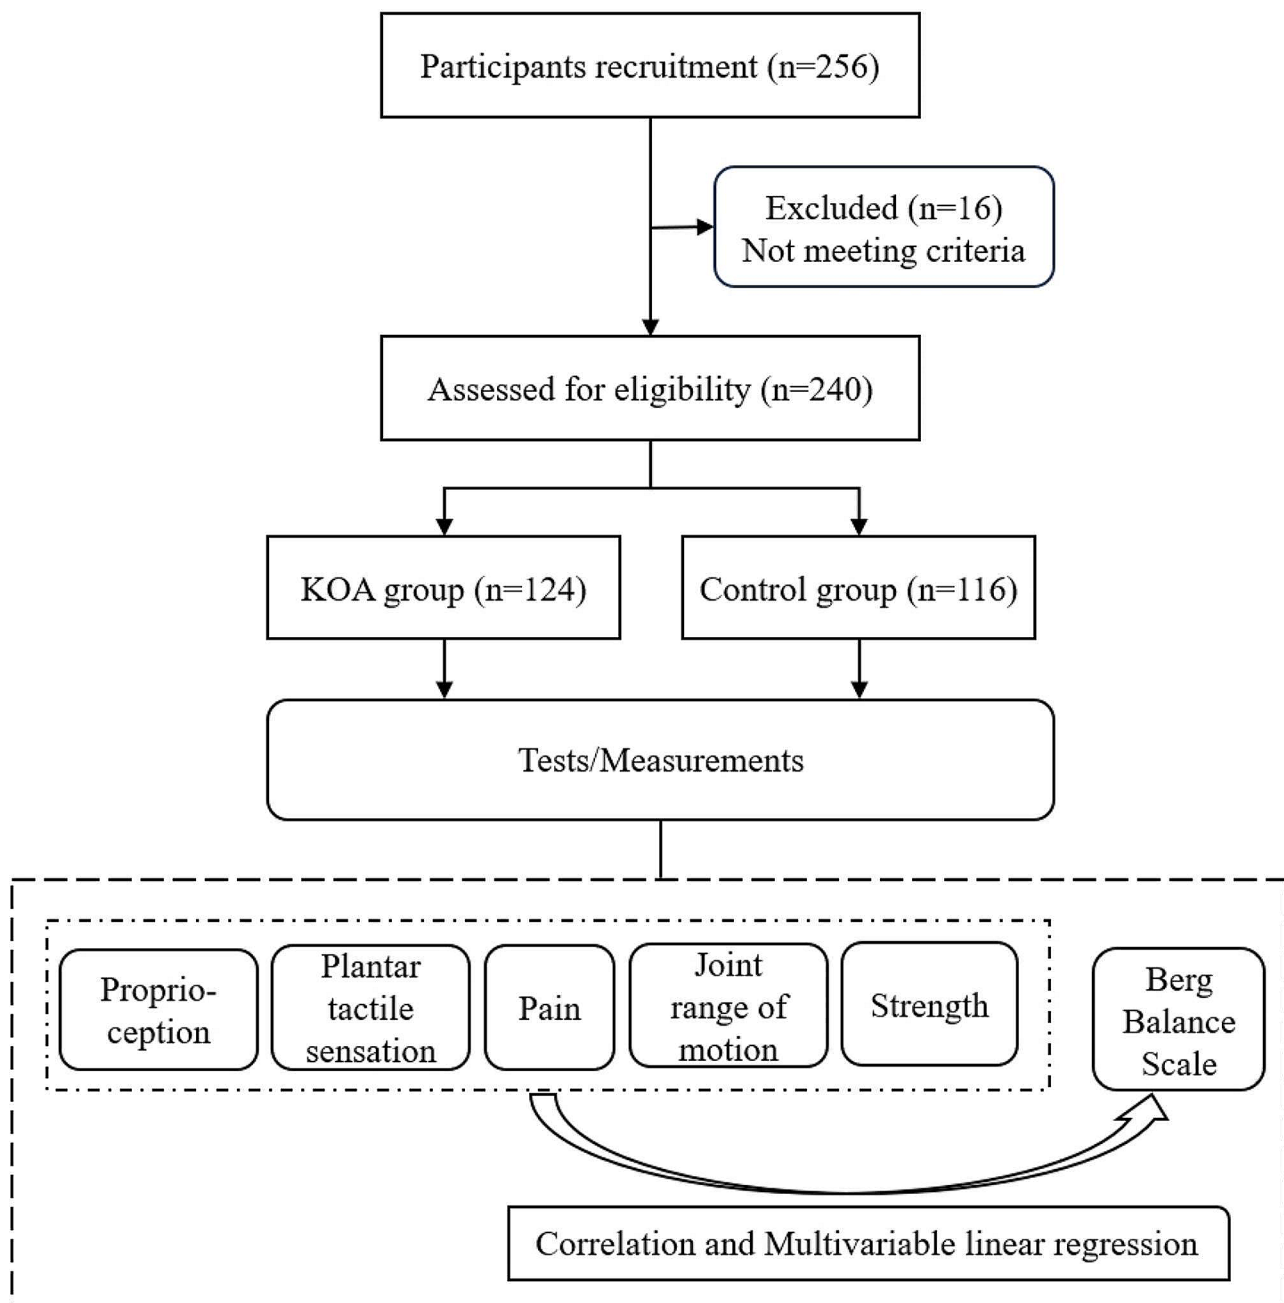 Participants recruitment (n=256)
Excluded (n=16)
Not meeting criteria
Assessed for eligibility (n=240)
KOA group (n=124)
Control group (n=116)
Tests/Measurements
Proprio-
ception
Plantar
tactile
sensation
Pain
Joint
range of
motion
Strength
Berg
Balance
Scale
Correlation and Multivariable linear regression